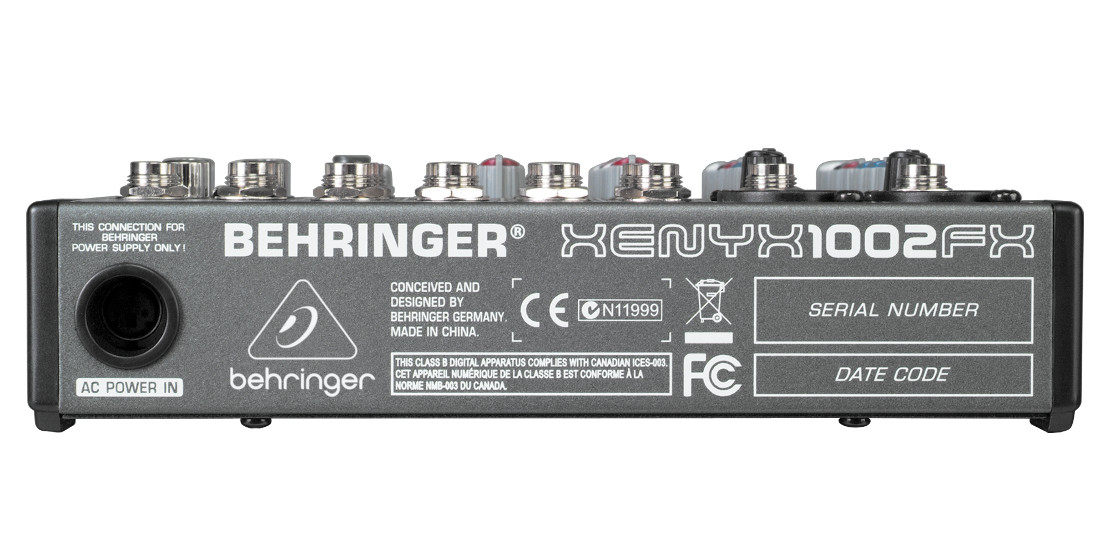 THIS CONNECTION FOR
BEHRINGER
POWER SUPPLY ONLY!
AC POWER IN
BEHRINGER®
XENYX1002FX
behringer
CONCEIVED AND
DESIGNED BY
BEHRINGER GERMANY.
MADE IN CHINA.
CE
N11999
THIS CLASS B DIGITAL APPARATUS COMPLIES WITH CANADIAN ICES-003.
CET APPAREIL NUMÉRIQUE DE LA CLASSE B EST CONFORME À LA
NORME NMB-003 DU CANADA.
FC
SERIAL NUMBER
DATE CODE